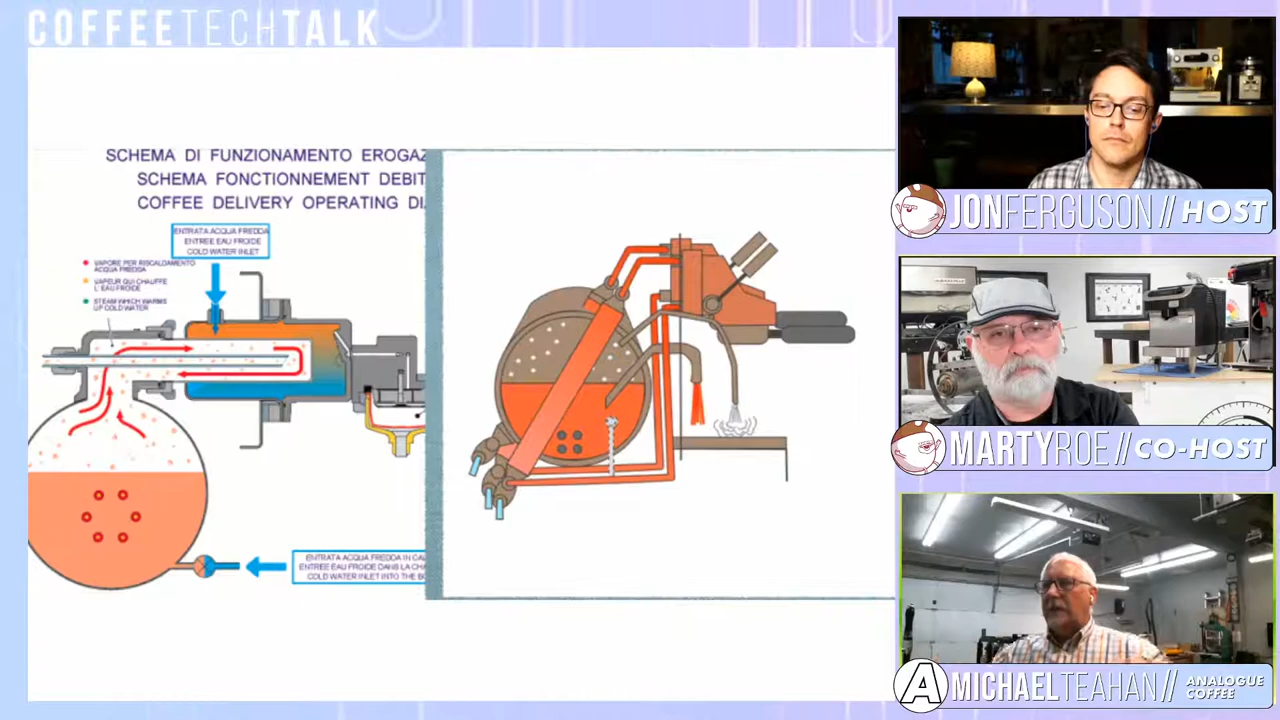 COFFEETECHTALK
SCHEMA DI FUNZIONAMENTO EROGAZ
SCHEMA FONCTIONNEMENT DEBIT
COFFEE DELIVERY OPERATING DI
ENTRATA ACQUA FREDDA
ENTREE EAU FROIDE
COLD WATER INLET
VAPORE PER RISCALDAMENTO
ACQUA FREDDA
VAPEUR QUI CHAUFFE
L'EAU FROIDE
STEAM WHICH WARMS
UP COLD WATER
ENTRATA ACQUA FREDDA IN CAL
ENTREE EAU FROIDE DANS LA CHA
COLD WATER INLET INTO THE BO
JONFERGUSON // HOST
MARTYROE // CO-HOST
A MICHAELTEAHAN // ANALOGUE
COFFEE